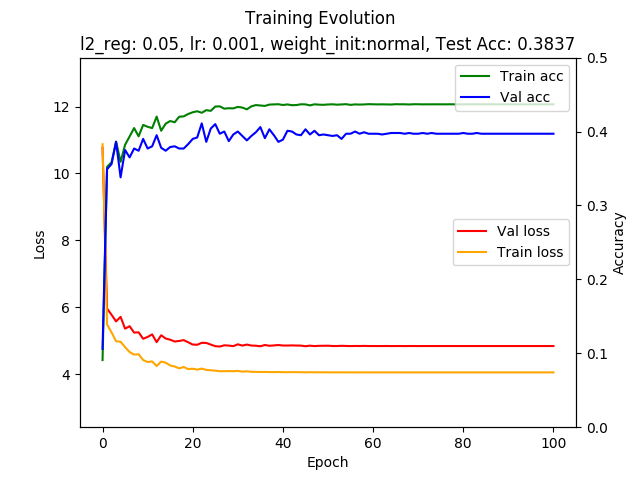 Training Evolution
l2_reg: 0.05, lr: 0.001, weight_init:normal, Test Acc: 0.3837
Train acc
Val acc
Val loss
Train loss
Loss
12
10
8
6
4
0.5
0.4
0.3
0.2
0.1
0.0
Accuracy
0 20 40 60 80 100
Epoch